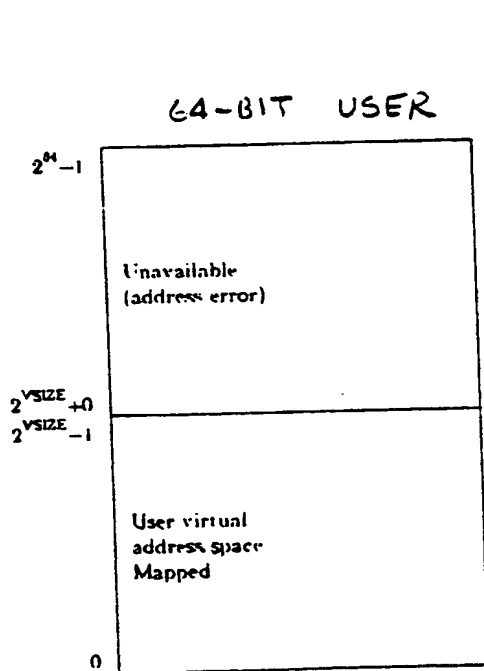 64-BIT USER
2^64−1
Unavailable
(address error)
2^VSIZE+0
2^VSIZE−1
User virtual
address space
Mapped
0